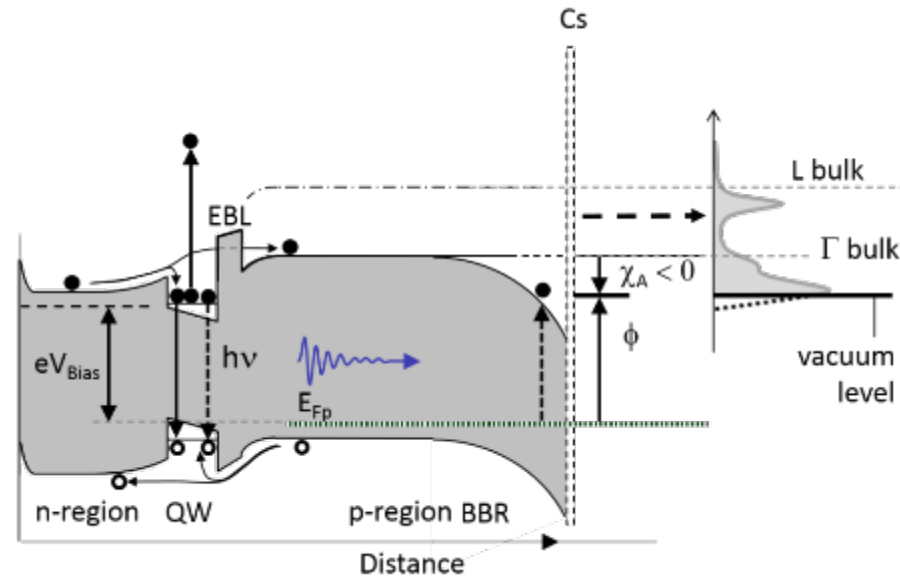 Cs
L bulk
EBL
Γ bulk
χA < 0
eVBias
hν
ϕ
EFp
vacuum
level
n-region QW
p-region BBR
Distance